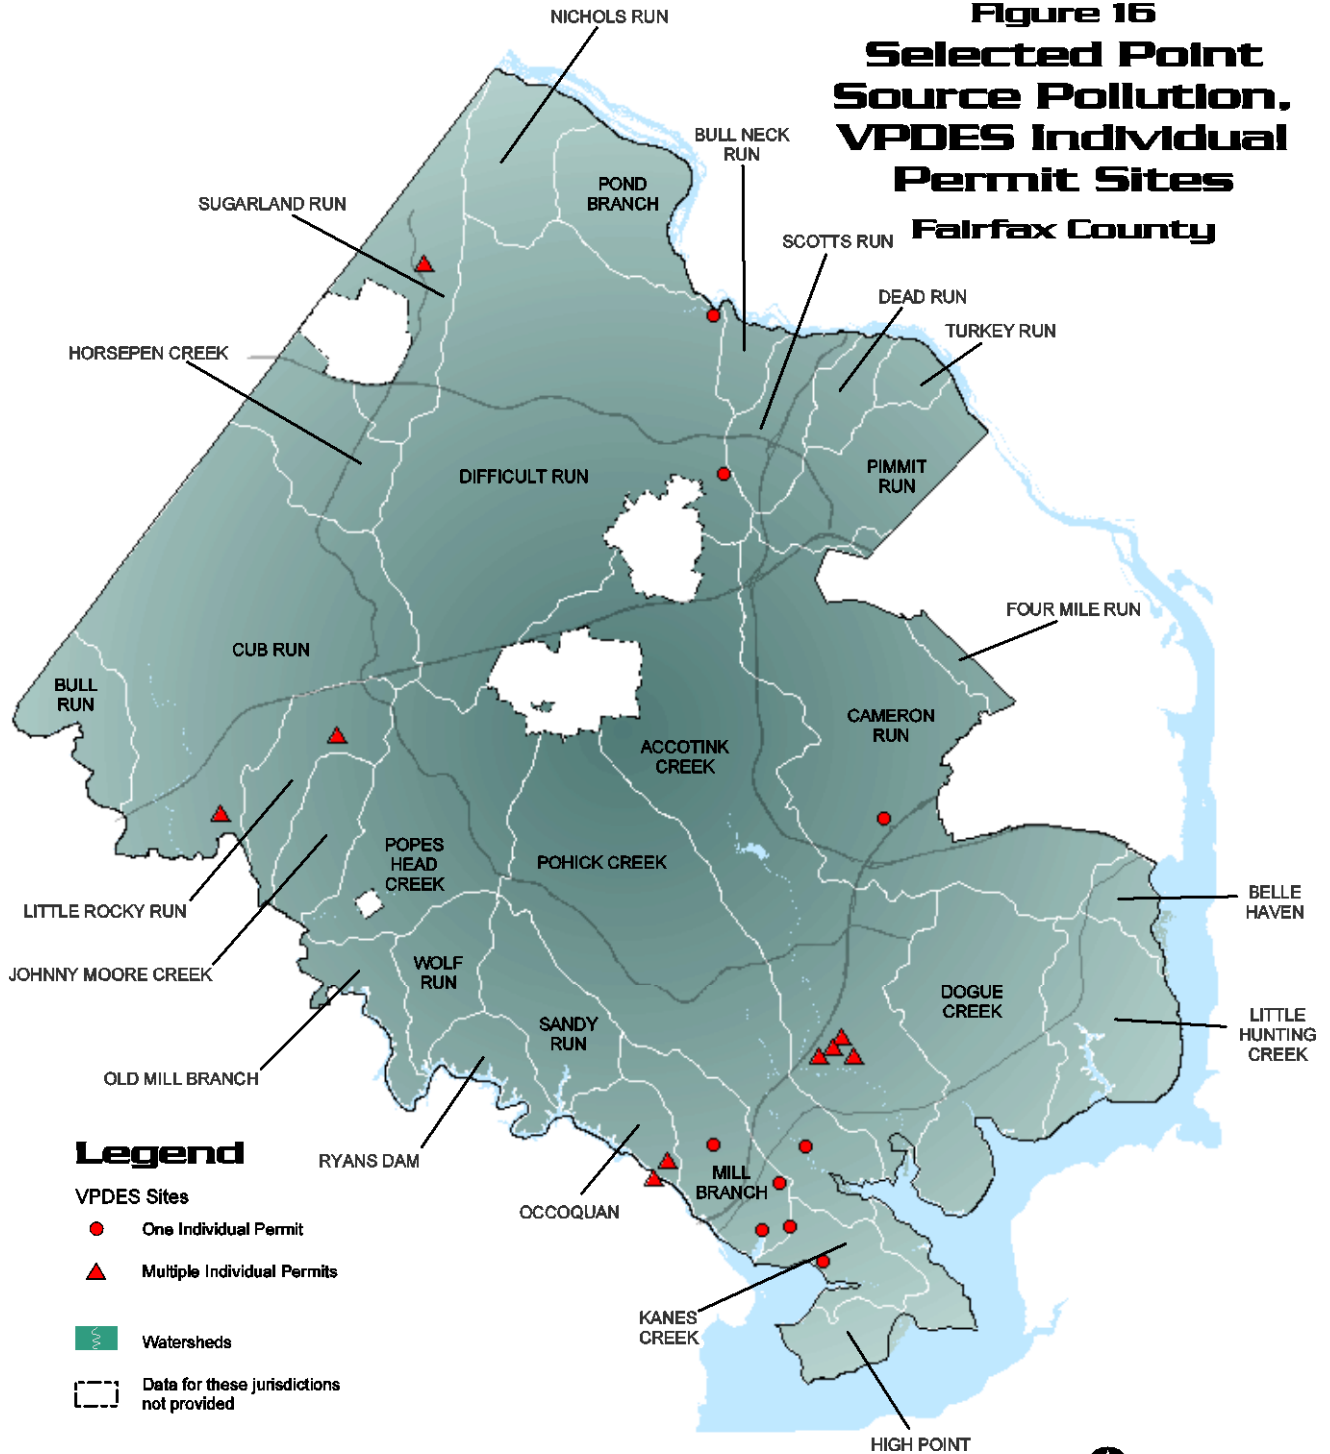 Figure 16
Selected Point
Source Pollution,
VPDES Individual
Permit Sites
Fairfax County
NICHOLS RUN
BULL NECK
RUN
POND
BRANCH
SUGARLAND RUN
SCOTTS RUN
DEAD RUN
TURKEY RUN
HORSEPEN CREEK
DIFFICULT RUN
PIMMIT
RUN
FOUR MILE RUN
CUB RUN
BULL
RUN
CAMERON
RUN
ACCOTINK
CREEK
POPES
HEAD
CREEK
POHICK CREEK
LITTLE ROCKY RUN
BELLE
HAVEN
JOHNNY MOORE CREEK
WOLF
RUN
DOGUE
CREEK
SANDY
RUN
LITTLE
HUNTING
CREEK
OLD MILL BRANCH
RYANS DAM
MILL
BRANCH
OCCOQUAN
KANES
CREEK
HIGH POINT
Legend
VPDES Sites
One Individual Permit
Multiple Individual Permits
Watersheds
Data for these jurisdictions
not provided